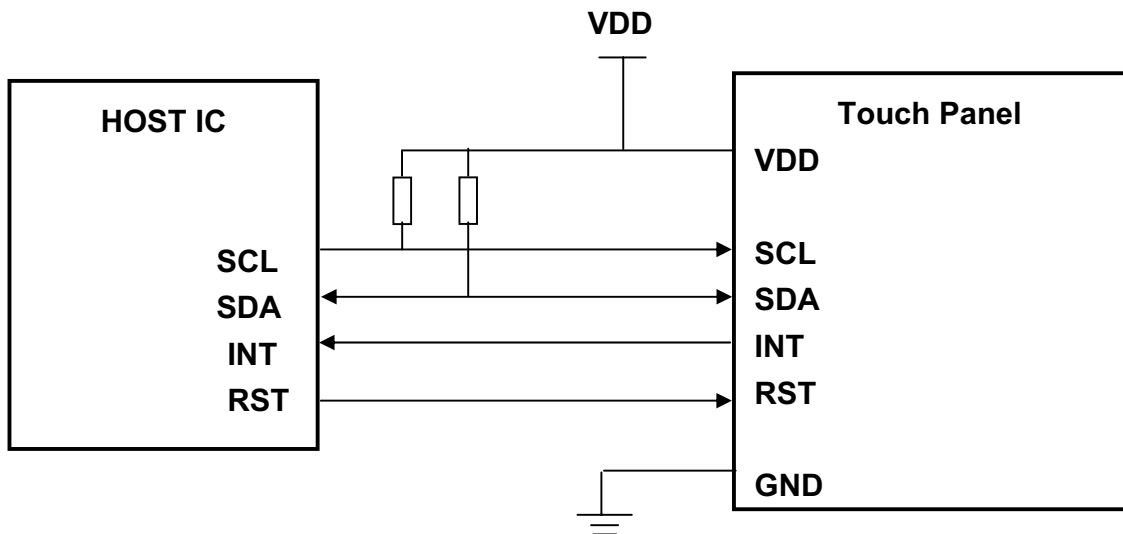 VDD
HOST IC
SCL
SDA
INT
RST
Touch Panel
VDD
SCL
SDA
INT
RST
GND